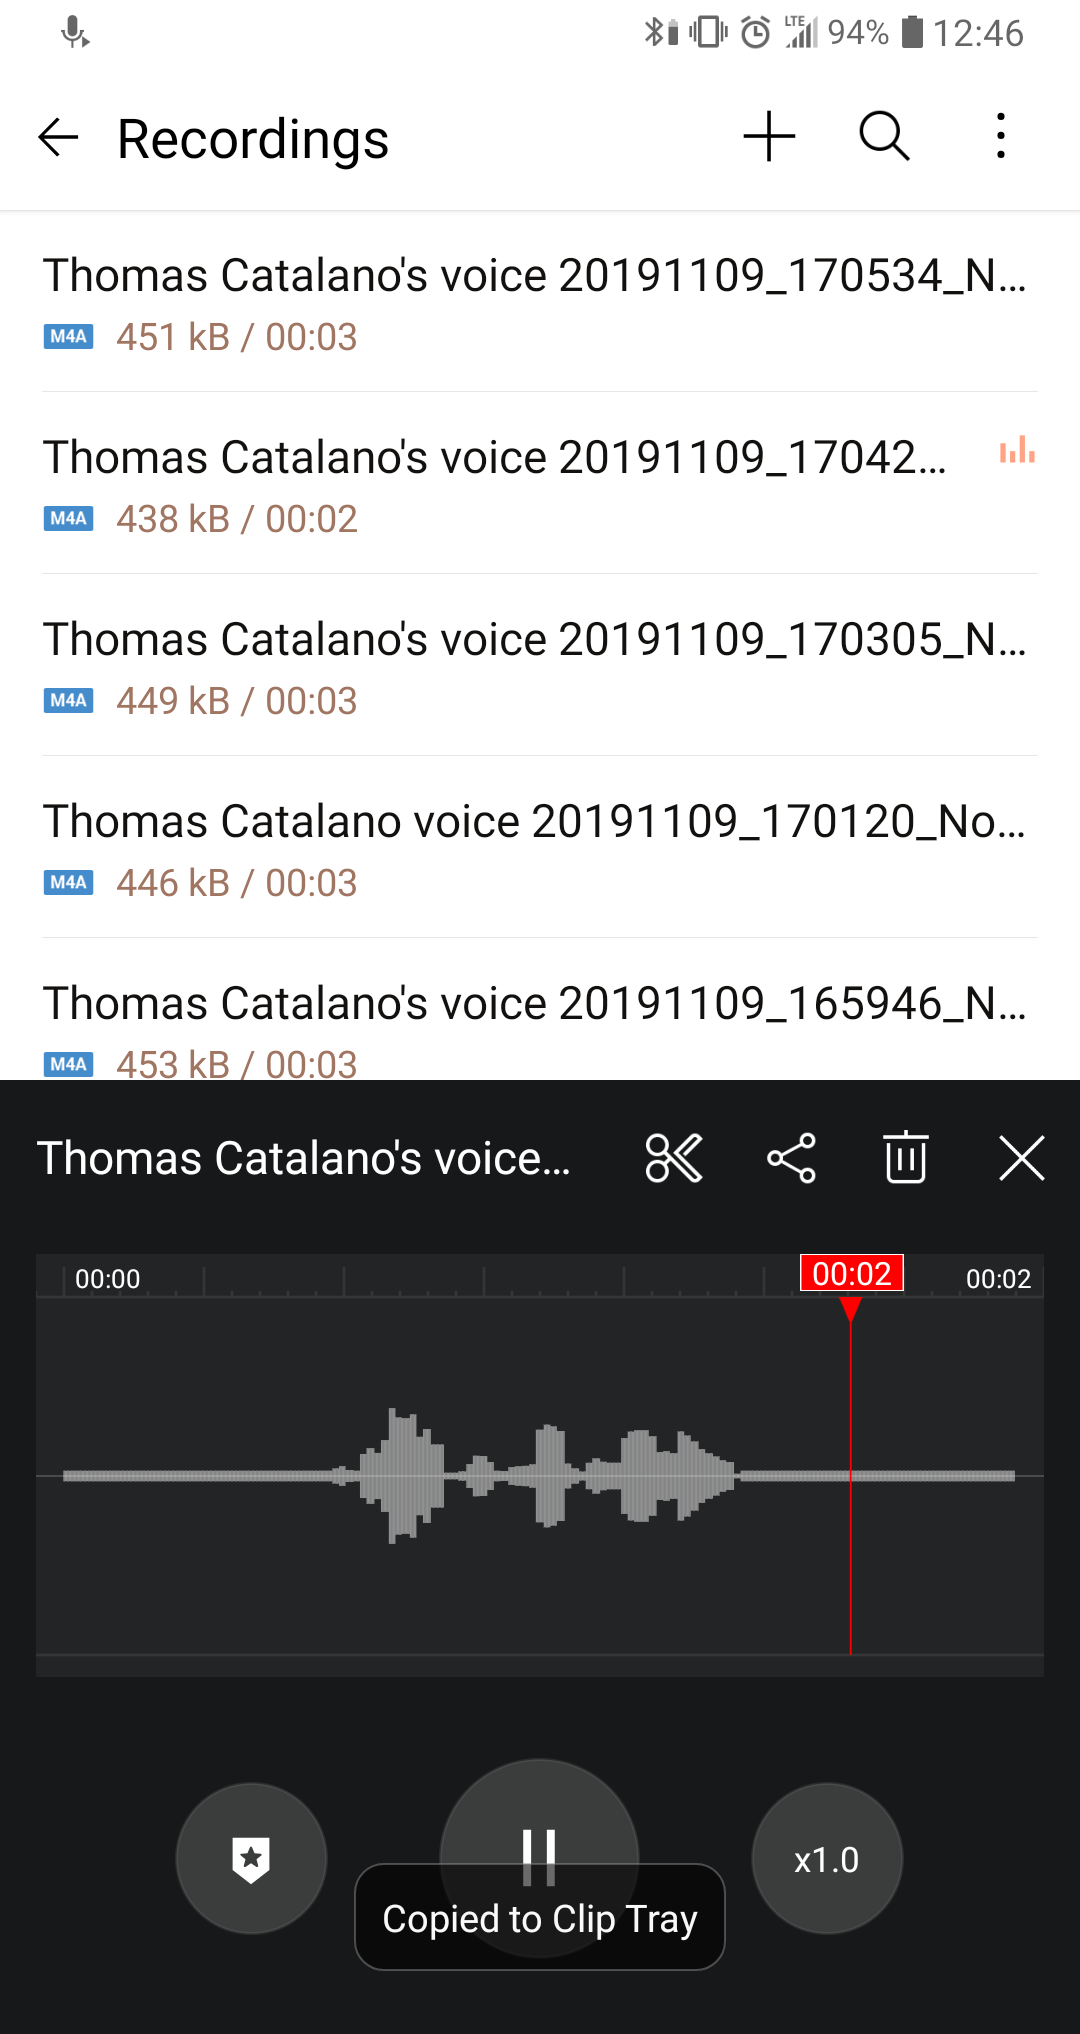 LTE 94% 12:46
Recordings
Thomas Catalano's voice 20191109_170534_N...
M4A 451 kB / 00:03
Thomas Catalano's voice 20191109_17042...
M4A 438 kB / 00:02
Thomas Catalano's voice 20191109_170305_N...
M4A 449 kB / 00:03
Thomas Catalano voice 20191109_170120_No...
M4A 446 kB / 00:03
Thomas Catalano's voice 20191109_165946_N...
M4A 453 kB / 00:03
Thomas Catalano's voice...
00:00 00:02 00:02
x1.0
Copied to Clip Tray